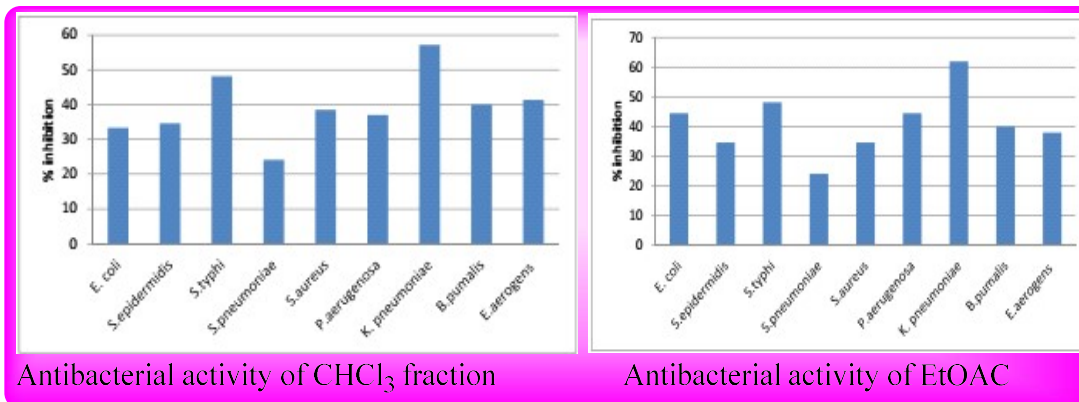 60
50
40
30
20
10
0
% inhibition
E. coli
S.epidermidis
S.typhi
S.pneumoniae
S.aureus
P.aerugenosa
K. pneumoniae
B.pumalis
E.aerogens
Antibacterial activity of CHCl₃ fraction
70
60
50
40
30
20
10
0
% inhibition
E. coli
S.epidermidis
S.typhi
S.pneumoniae
S.aureus
P.aerugenosa
K. pneumoniae
B.pumalis
E.aerogens
Antibacterial activity of EtOAC